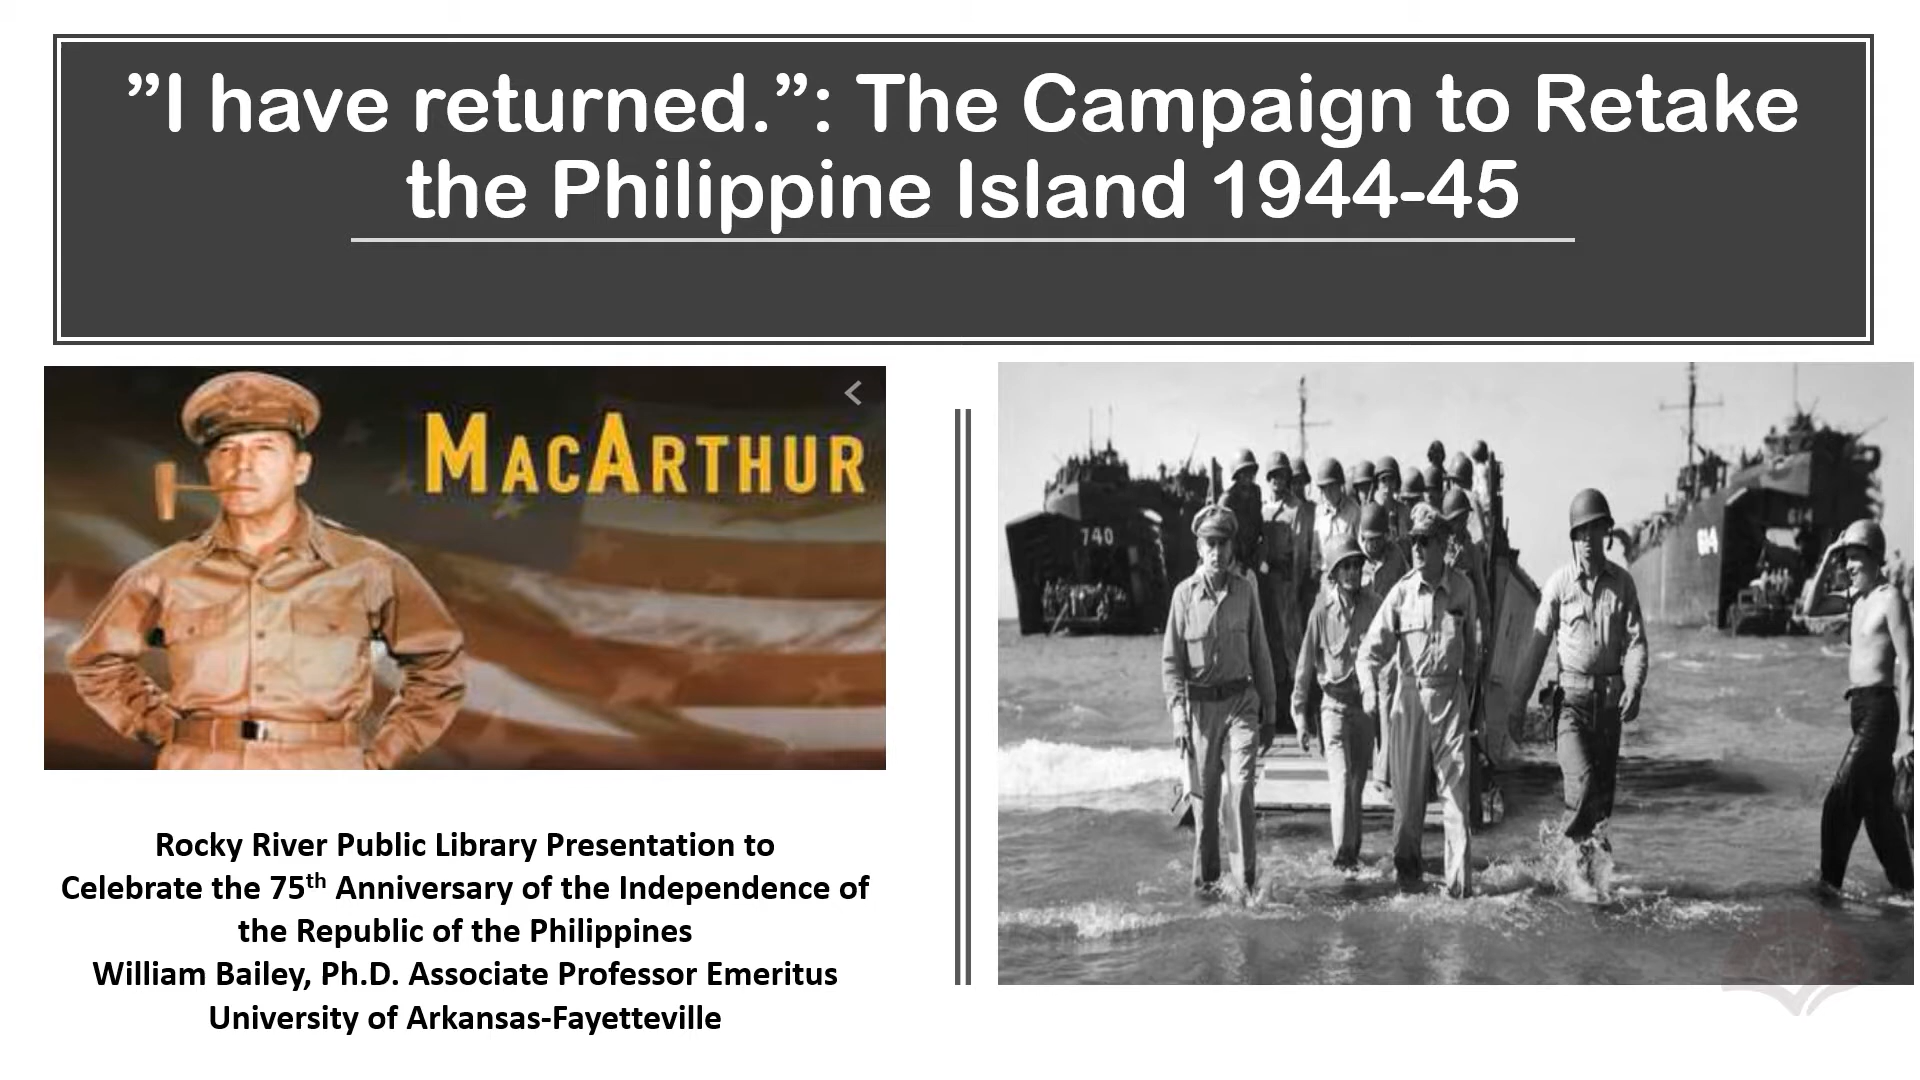 ”I have returned.”: The Campaign to Retake
the Philippine Island 1944-45
MACARTHUR
740
614
614
Rocky River Public Library Presentation to
Celebrate the 75th Anniversary of the Independence of
the Republic of the Philippines
William Bailey, Ph.D. Associate Professor Emeritus
University of Arkansas-Fayetteville